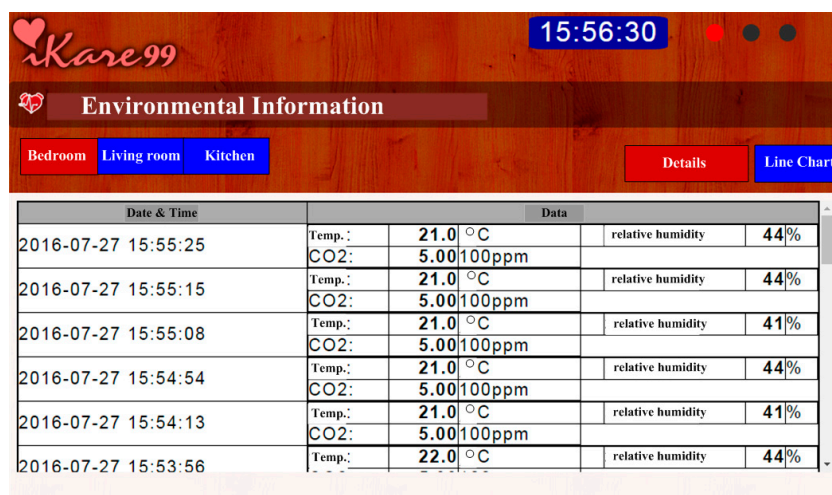 iKare99
15:56:30
Environmental Information
Bedroom Living room Kitchen
Details Line Chart
Date & Time Data
2016-07-27 15:55:25
Temp.: 21.0 °C relative humidity 44%
CO2: 5.00 100ppm
2016-07-27 15:55:15
Temp.: 21.0 °C relative humidity 44%
CO2: 5.00 100ppm
2016-07-27 15:55:08
Temp.: 21.0 °C relative humidity 41%
CO2: 5.00 100ppm
2016-07-27 15:54:54
Temp.: 21.0 °C relative humidity 44%
CO2: 5.00 100ppm
2016-07-27 15:54:13
Temp.: 21.0 °C relative humidity 41%
CO2: 5.00 100ppm
2016-07-27 15:53:56
Temp.: 22.0 °C relative humidity 44%